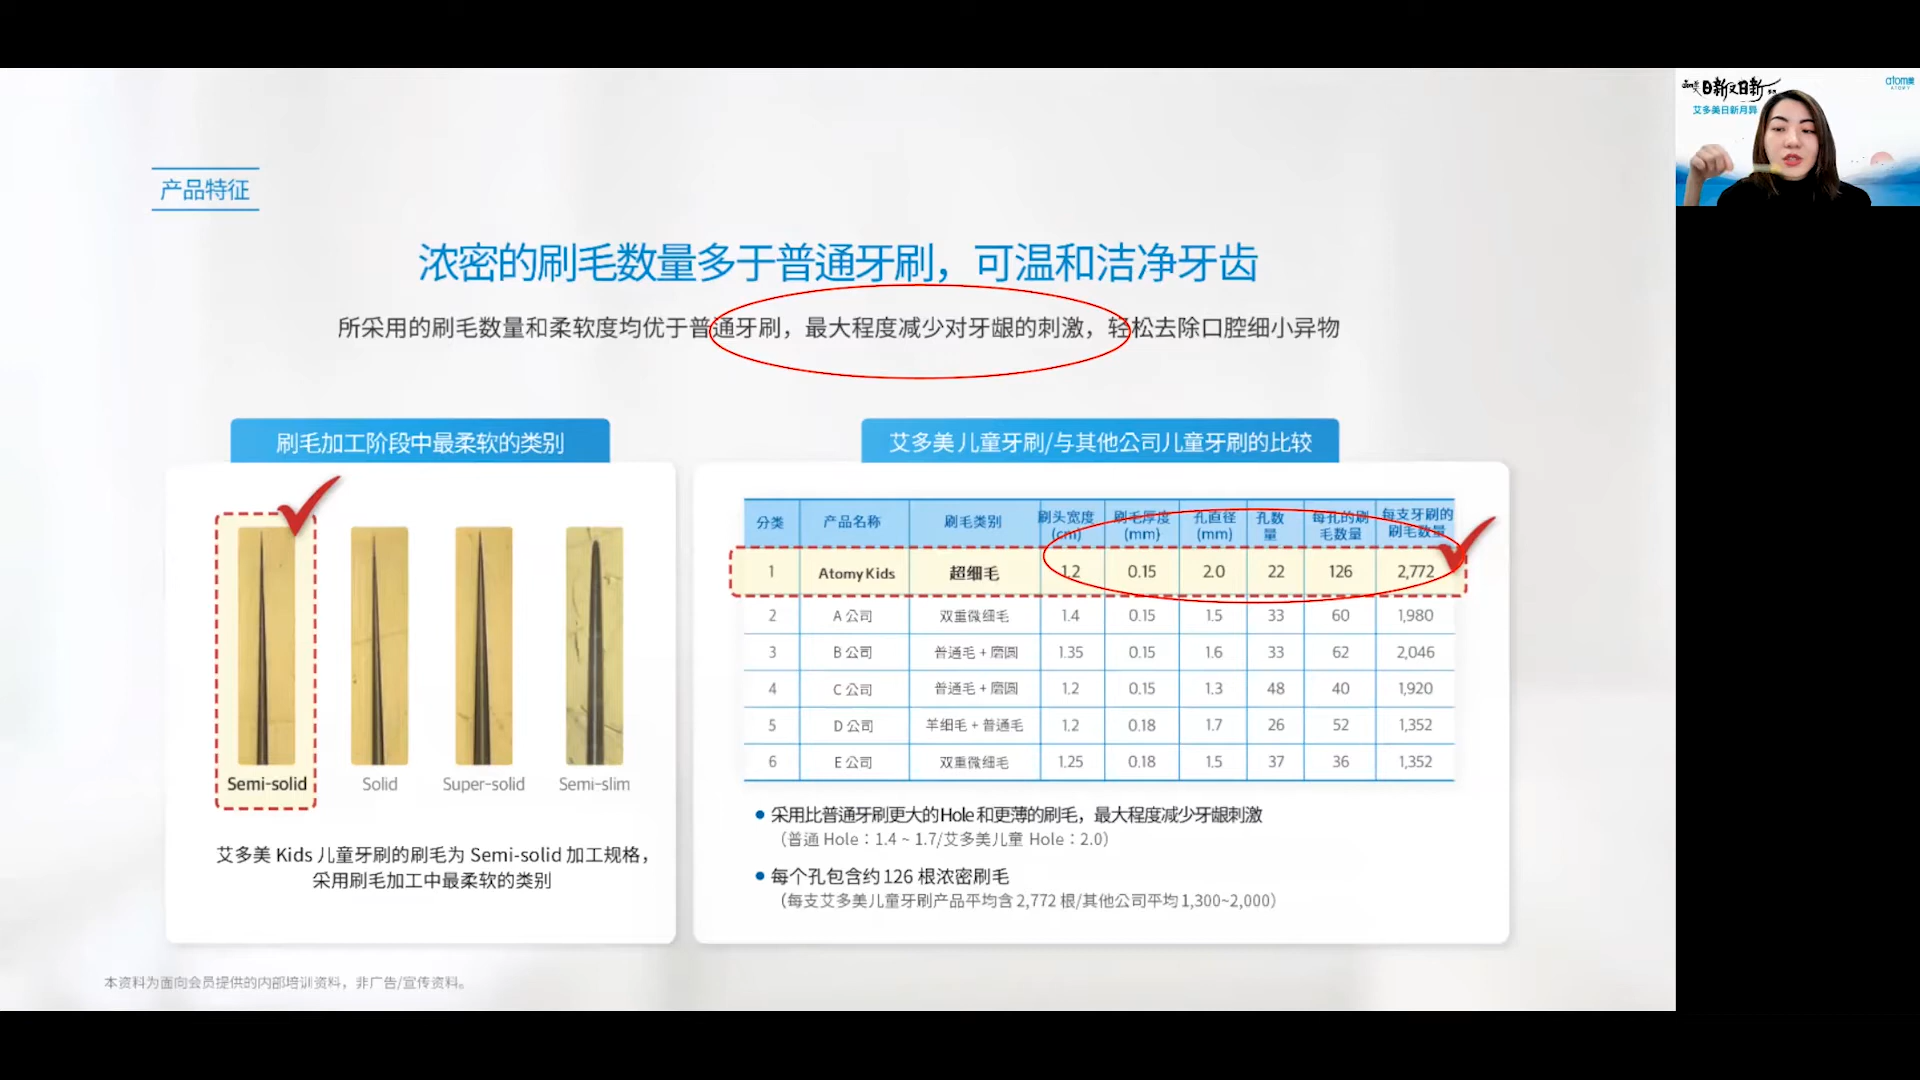 日新又日新
艾多美日新月异
atom美
ATOMY
产品特征
浓密的刷毛数量多于普通牙刷，可温和洁净牙齿
所采用的刷毛数量和柔软度均优于普通牙刷，最大程度减少对牙龈的刺激，轻松去除口腔细小异物
刷毛加工阶段中最柔软的类别
Semi-solid Solid Super-solid Semi-slim
艾多美 Kids 儿童牙刷的刷毛为 Semi-solid 加工规格，
采用刷毛加工中最柔软的类别
艾多美 儿童牙刷/与其他公司儿童牙刷的比较
分类 产品名称 刷毛类别 刷头宽度(cm) 刷毛厚度(mm) 孔直径(mm) 孔数量 每孔的刷毛数量 每支牙刷的刷毛数量
1 Atomy Kids 超细毛 1.2 0.15 2.0 22 126 2,772
2 A 公司 双重微细毛 1.4 0.15 1.5 33 60 1,980
3 B 公司 普通毛 + 磨圆 1.35 0.15 1.6 33 62 2,046
4 C 公司 普通毛 + 磨圆 1.2 0.15 1.3 48 40 1,920
5 D 公司 羊细毛 + 普通毛 1.2 0.18 1.7 26 52 1,352
6 E 公司 双重微细毛 1.25 0.18 1.5 37 36 1,352
● 采用比普通牙刷更大的Hole 和更薄的刷毛，最大程度减少牙龈刺激
（普通 Hole：1.4 ~ 1.7/艾多美儿童 Hole：2.0）
● 每个孔包含约 126 根浓密刷毛
（每支艾多美儿童牙刷产品平均含 2,772 根/其他公司平均 1,300~2,000）
本资料为面向会员提供的内部培训资料，非广告/宣传资料。